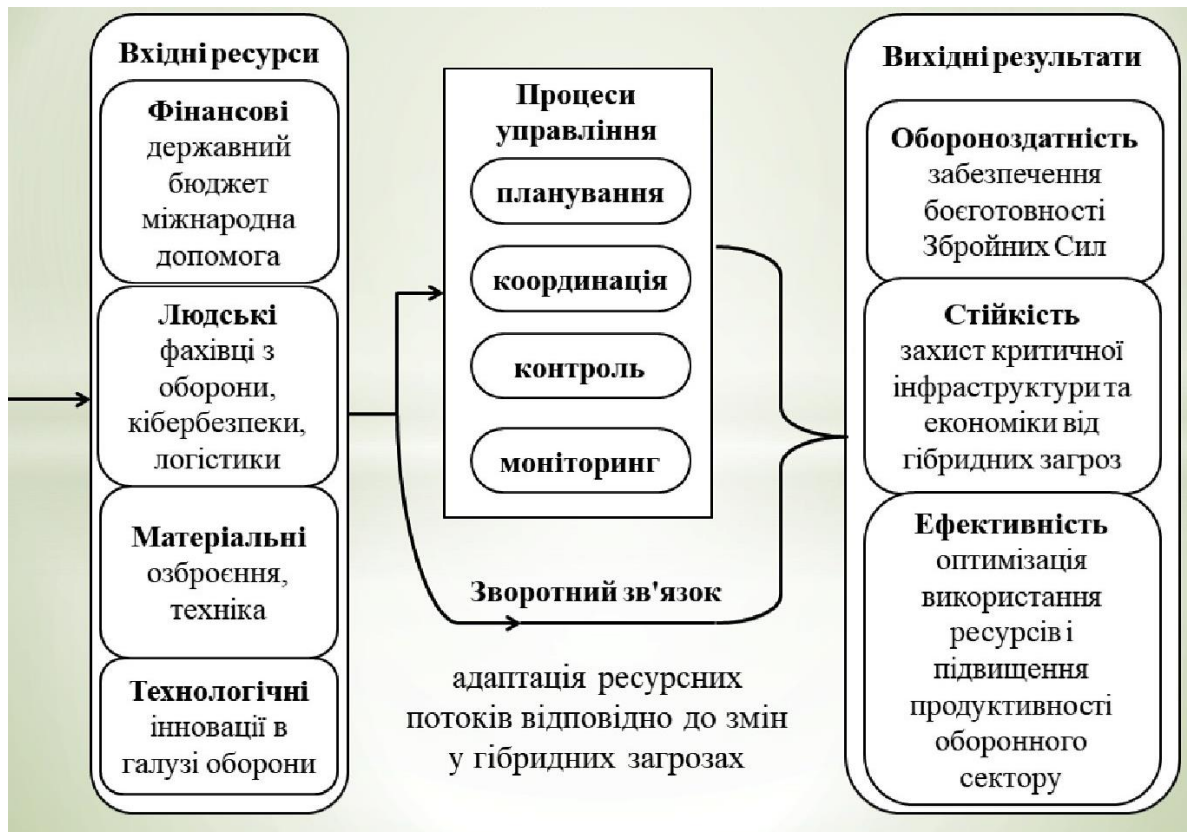 Вхідні ресурси
Фінансові
державний
бюджет
міжнародна
допомога
Людські
фахівці з
оборони,
кібербезпеки,
логістики
Матеріальні
озброєння,
техніка
Технологічні
інновації в
галузі оборони
Процеси
управління
планування
координація
контроль
моніторинг
Зворотний зв'язок
адаптація ресурсних
потоків відповідно до змін
у гібридних загрозах
Вихідні результати
Обороноздатність
забезпечення
боєготовності
Збройних Сил
Стійкість
захист критичної
інфраструктури та
економіки від
гібридних загроз
Ефективність
оптимізація
використання
ресурсів і
підвищення
продуктивності
оборонного
сектору